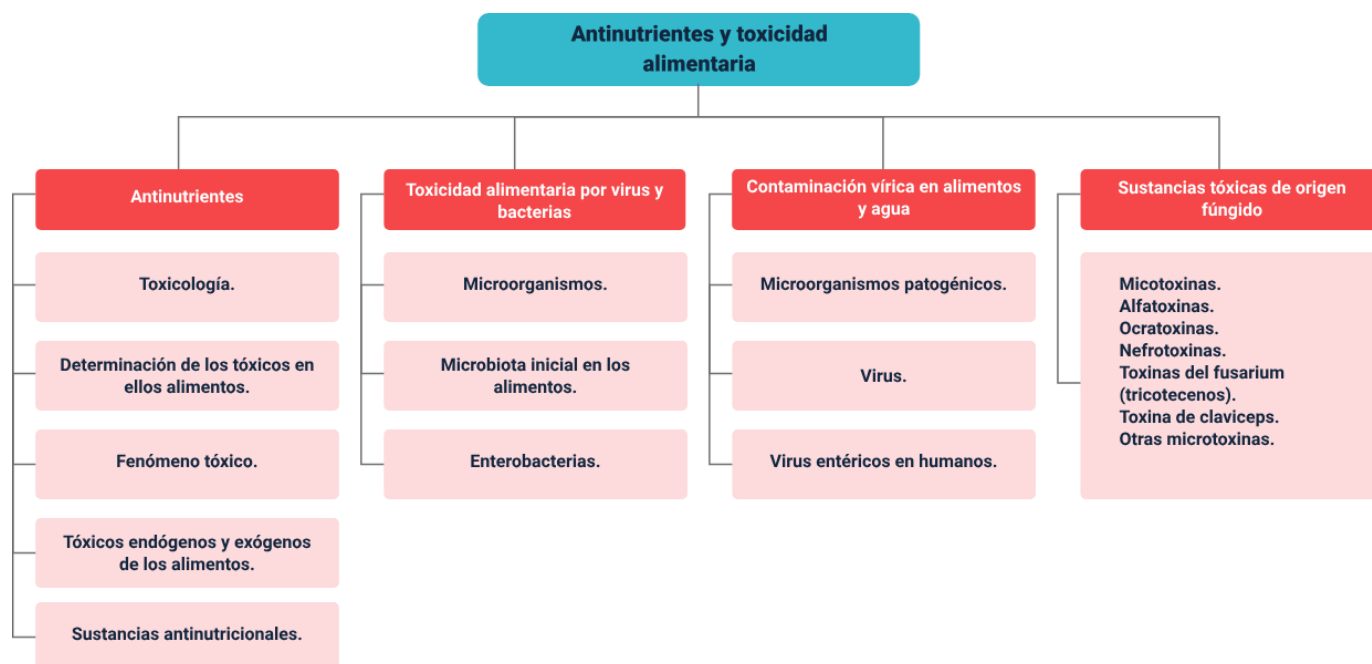 Antinutrientes y toxicidad
alimentaria
Antinutrientes
Toxicología.
Determinación de los tóxicos en
ellos alimentos.
Fenómeno tóxico.
Tóxicos endógenos y exógenos
de los alimentos.
Sustancias antinutricionales.
Toxicidad alimentaria por virus y
bacterias
Microorganismos.
Microbiota inicial en los
alimentos.
Enterobacterias.
Contaminación vírica en alimentos
y agua
Microorganismos patogénicos.
Virus.
Virus entéricos en humanos.
Sustancias tóxicas de origen
fúngido
Micotoxinas.
Alfatoxinas.
Ocratoxinas.
Nefrotoxinas.
Toxinas del fusarium
(tricotecenos).
Toxina de claviceps.
Otras microtoxinas.